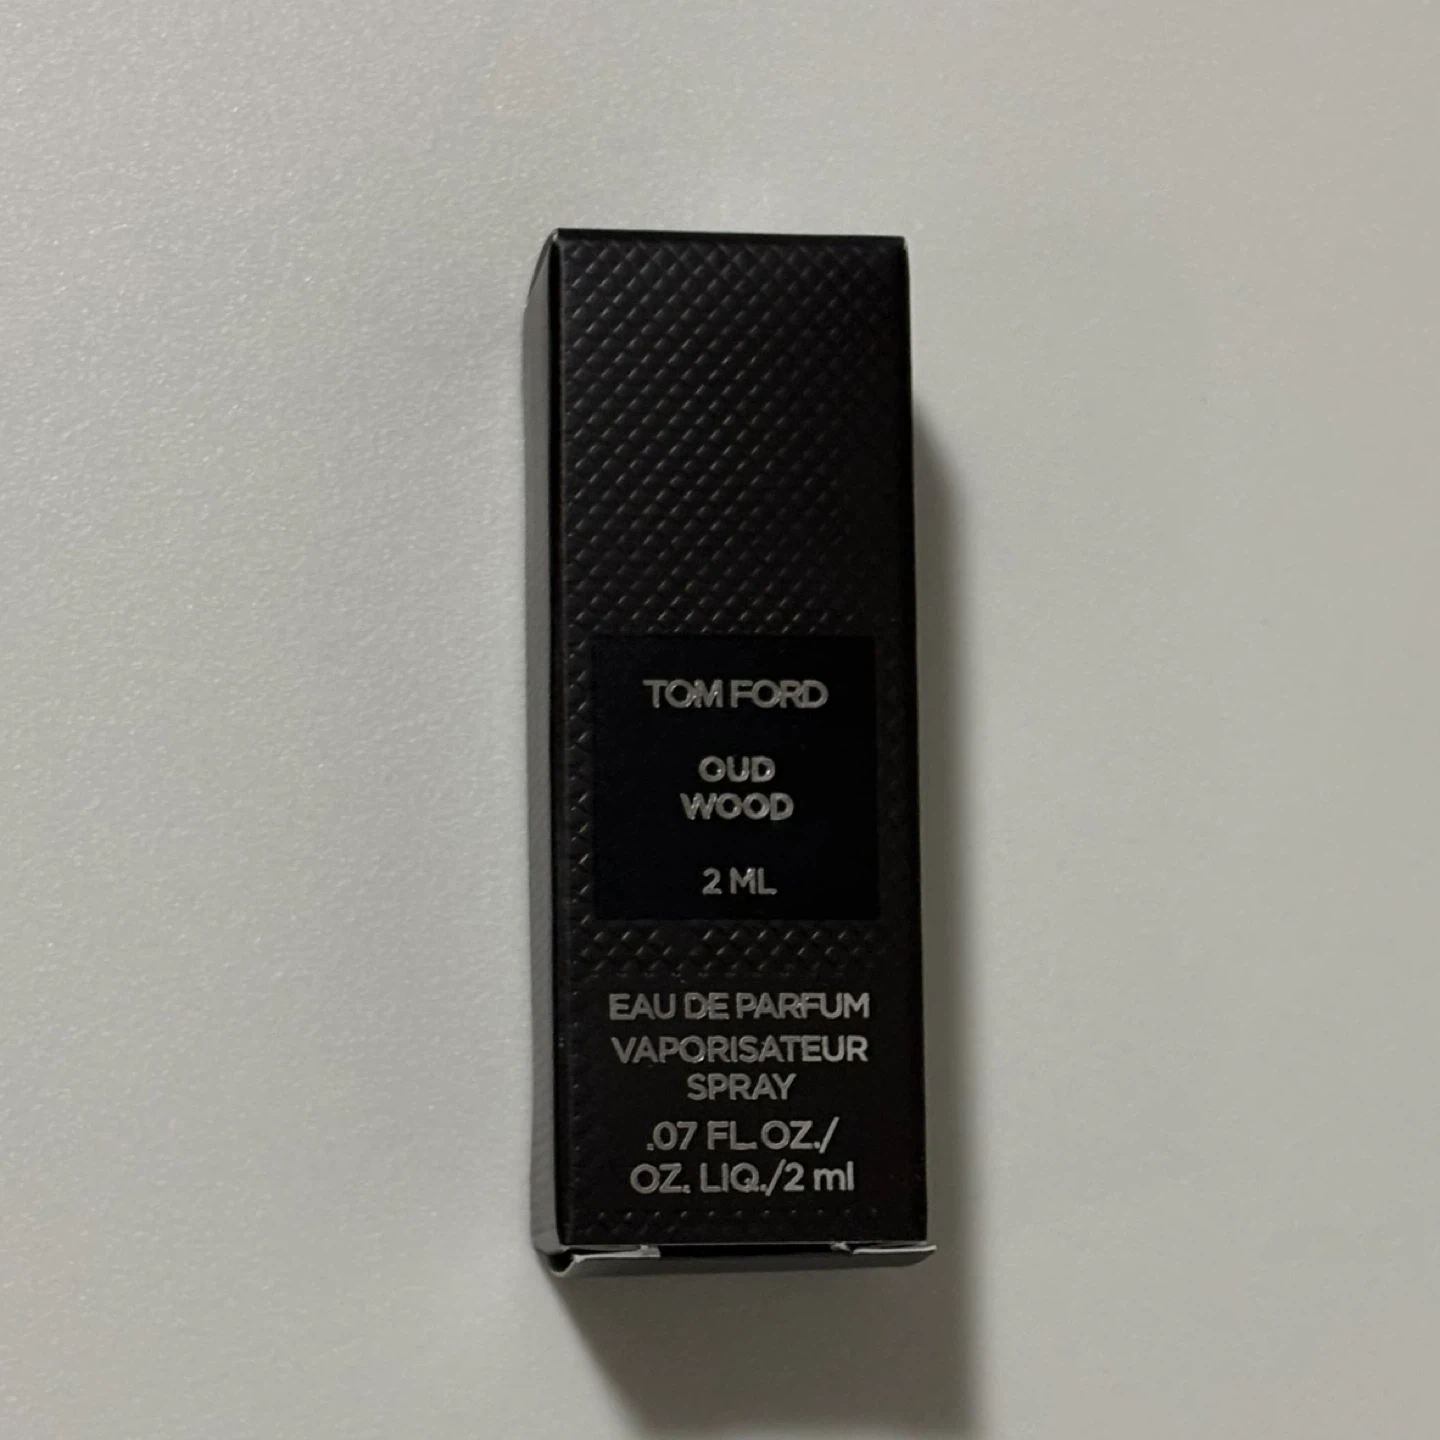 TOM FORD
OUD
WOOD
2 ML
EAU DE PARFUM
VAPORISATEUR
SPRAY
.07 FL.OZ./
OZ. LIQ./2 ml